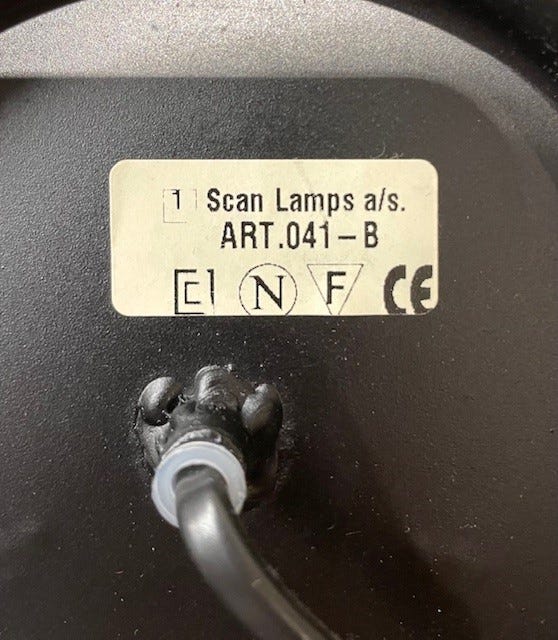 1 Scan Lamps a/s.
ART.041-B
N F CE